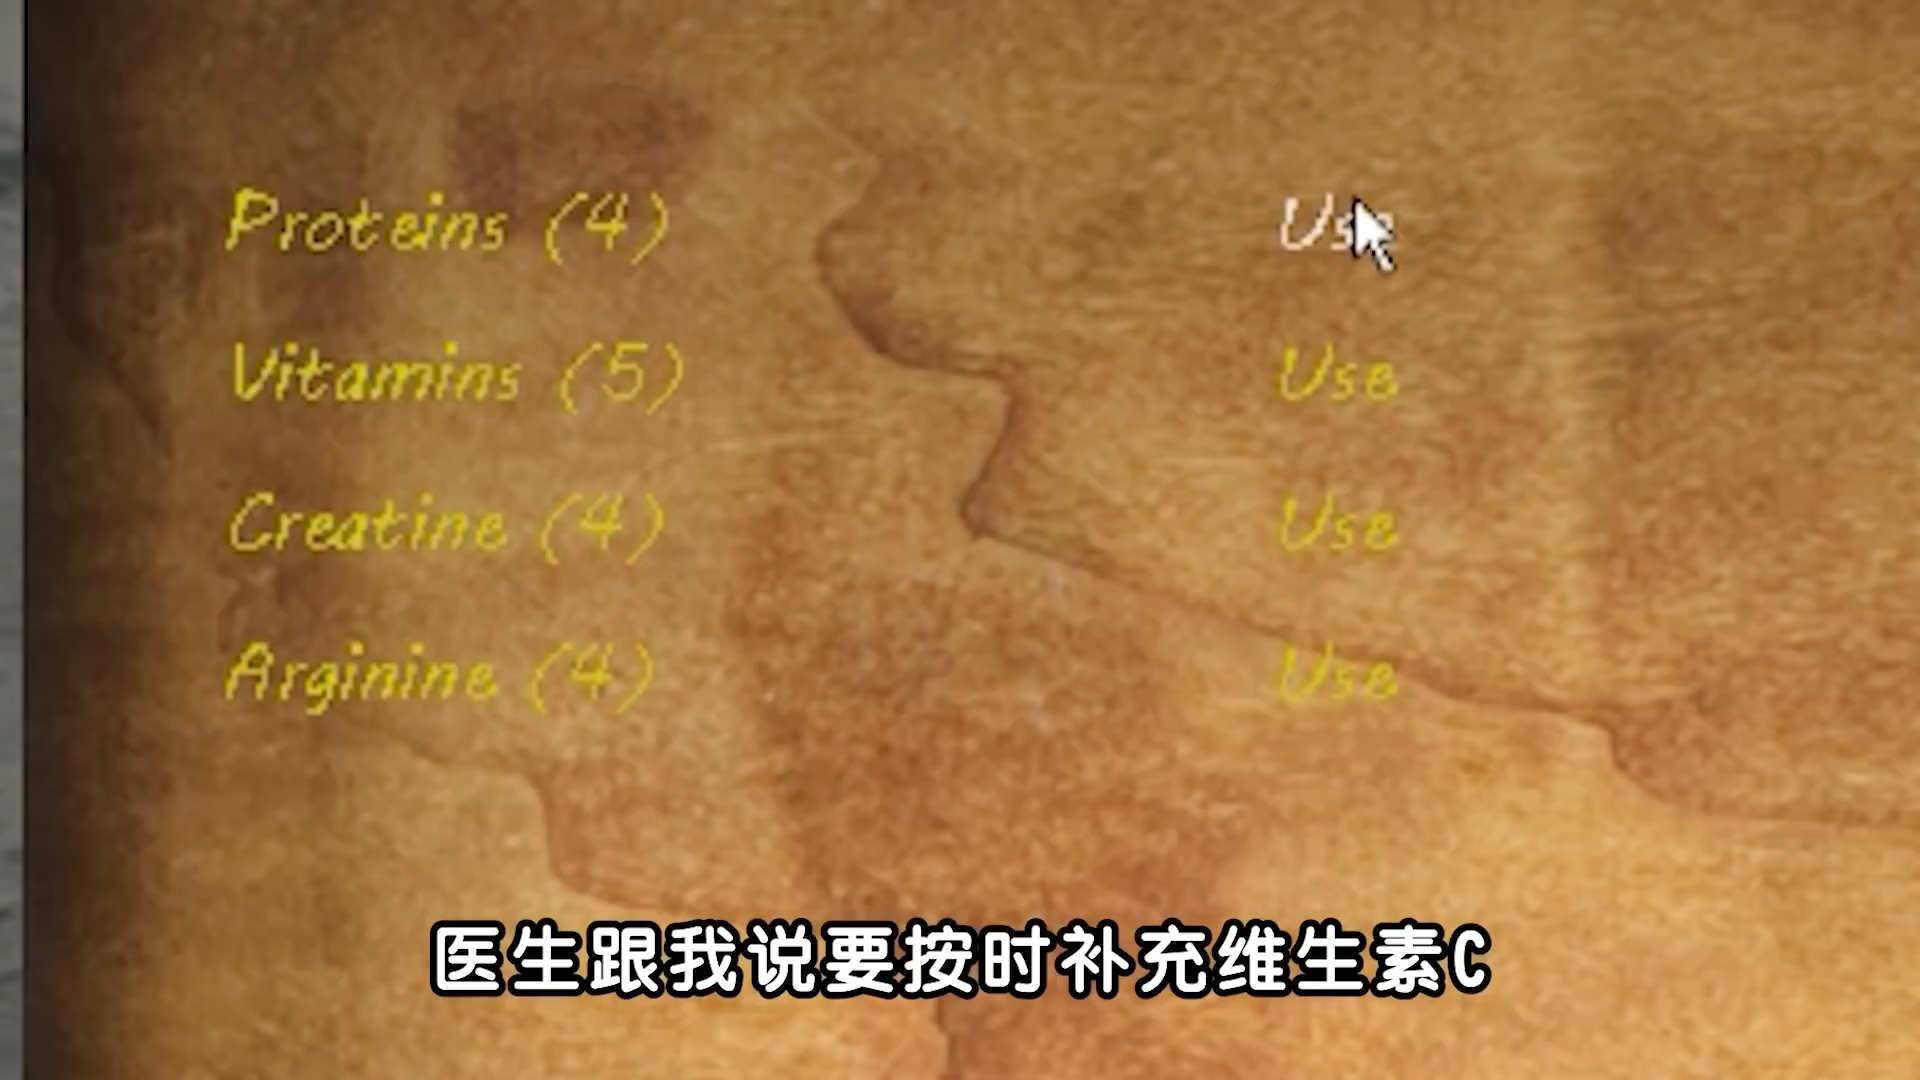 Proteins (4) Use
Vitamins (5) Use
Creatine (4) Use
Arginine (4) Use
医生跟我说要按时补充维生素C